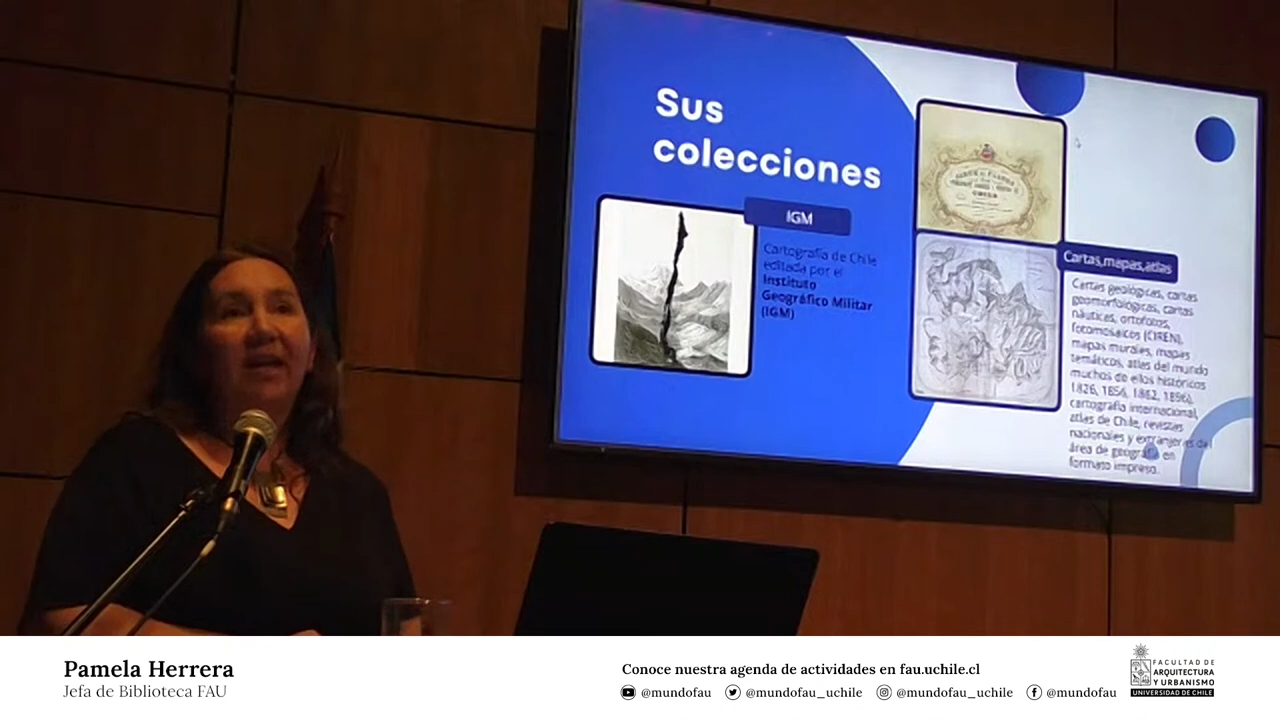 Sus
colecciones
IGM
Cartografía de Chile
editada por el
Instituto
Geográfico Militar
(IGM)
CHILE
Cartas,mapas,atlas
Cartas geológicas, cartas
geomorfológicas, cartas
náuticas, ortofotos,
fotomosaicos (CIREN),
mapas murales, mapas
temáticos, atlas del mundo
muchos de ellos históricos
1826, 1854, 1862, 1896),
cartografía internacional,
atlas de Chile, revistas
nacionales y extranjeras del
área de geografía en
formato impreso.
Pamela Herrera
Jefa de Biblioteca FAU
Conoce nuestra agenda de actividades en fau.uchile.cl
@mundofau @mundofau_uchile @mundofau_uchile @mundofau
FACULTAD DE
ARQUITECTURA
Y URBANISMO
UNIVERSIDAD DE CHILE